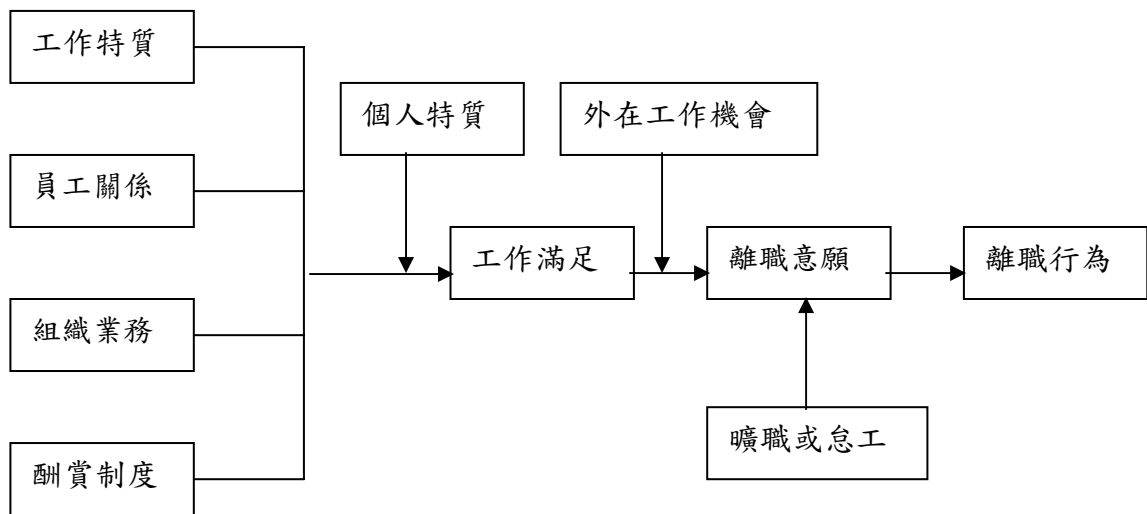 工作特質
個人特質
外在工作機會
員工關係
工作滿足
離職意願
離職行為
組織業務
曠職或怠工
酬賞制度